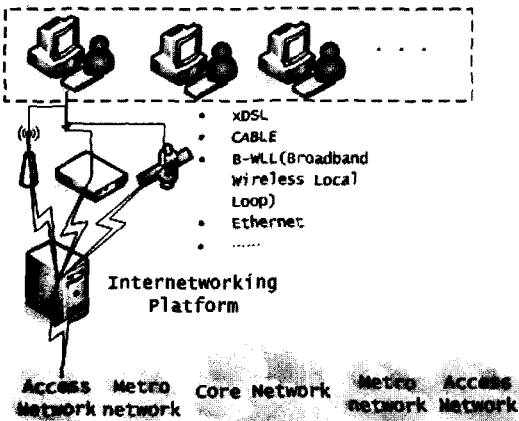 . . .
• xDSL
• CABLE
• B-WLL(Broadband
Wireless Local
Loop)
• Ethernet
• ......
Internetworking
Platform
Access Metro Core Network Metro Access
Network network network Network